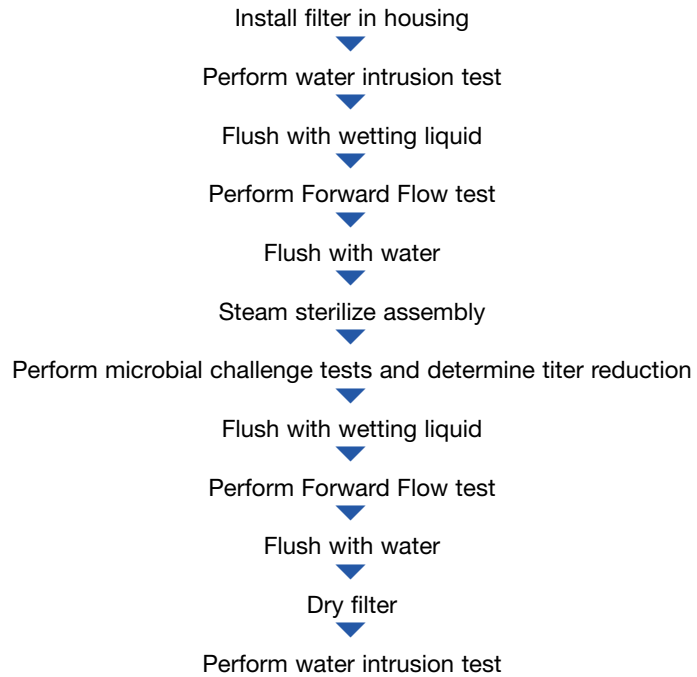 Install filter in housing
Perform water intrusion test
Flush with wetting liquid
Perform Forward Flow test
Flush with water
Steam sterilize assembly
Perform microbial challenge tests and determine titer reduction
Flush with wetting liquid
Perform Forward Flow test
Flush with water
Dry filter
Perform water intrusion test